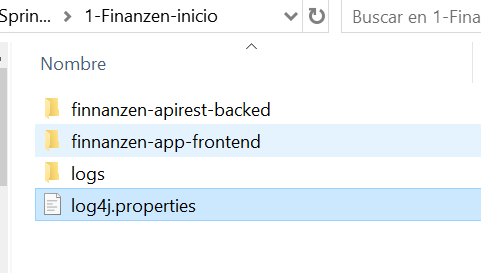 Sprin... > 1-Finanzen-inicio
Buscar en 1-Fina
Nombre
finnanzen-apirest-backed
finnanzen-app-frontend
logs
log4j.properties